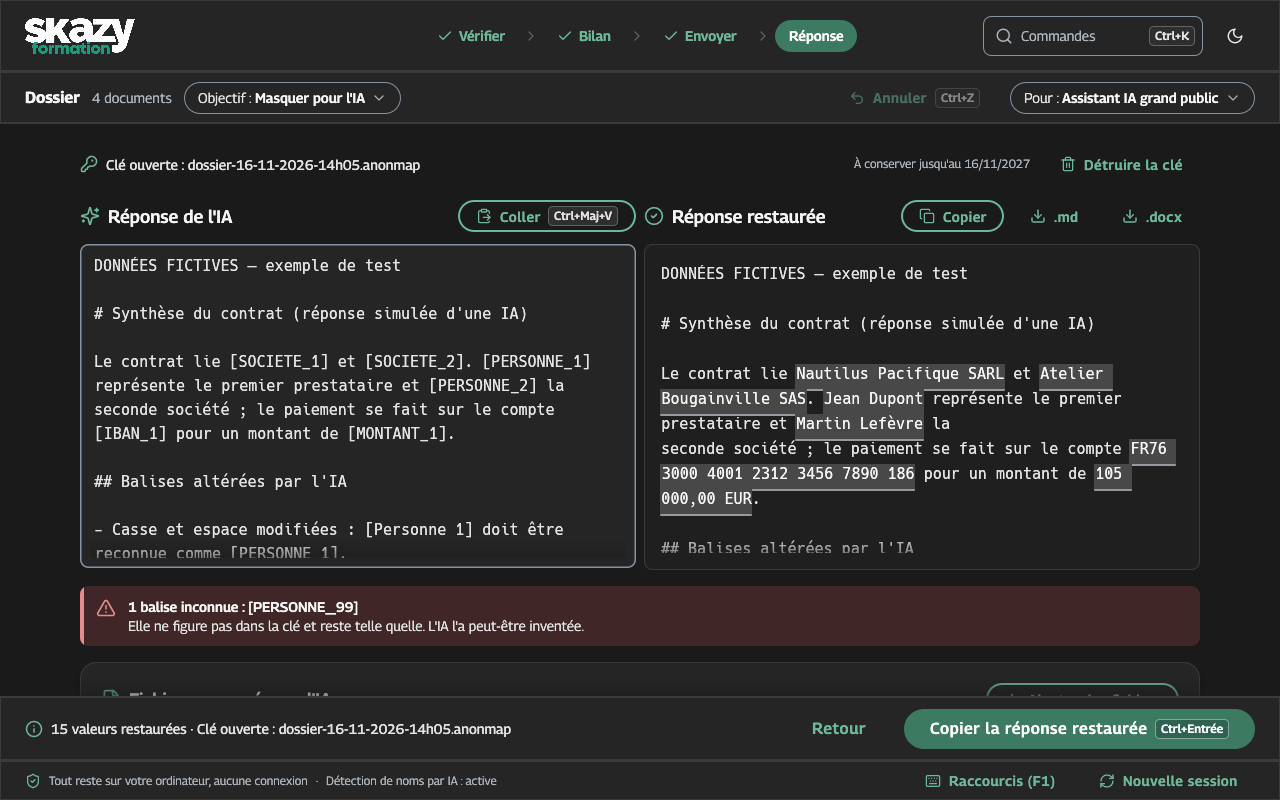 skazy
formation
Vérifier
Bilan
Envoyer
Réponse
Commandes Ctrl+K
Dossier 4 documents Objectif : Masquer pour l'IA
Annuler Ctrl+Z
Pour : Assistant IA grand public
Clé ouverte : dossier-16-11-2026-14h05.anonmap
À conserver jusqu'au 16/11/2027
Détruire la clé
Réponse de l'IA
Coller Ctrl+Maj+V
DONNÉES FICTIVES — exemple de test
# Synthèse du contrat (réponse simulée d'une IA)
Le contrat lie [SOCIETE_1] et [SOCIETE_2]. [PERSONNE_1]
représente le premier prestataire et [PERSONNE_2] la
seconde société ; le paiement se fait sur le compte
[IBAN_1] pour un montant de [MONTANT_1].
## Balises altérées par l'IA
- Casse et espace modifiées : [Personne 1] doit être
reconnue comme [PERSONNE_1].
Réponse restaurée
Copier
.md
.docx
DONNÉES FICTIVES — exemple de test
# Synthèse du contrat (réponse simulée d'une IA)
Le contrat lie Nautilus Pacifique SARL et Atelier
Bougainville SAS. Jean Dupont représente le premier
prestataire et Martin Lefèvre la
seconde société ; le paiement se fait sur le compte FR76
3000 4001 2312 3456 7890 186 pour un montant de 105
000,00 EUR.
## Balises altérées par l'IA
1 balise inconnue : [PERSONNE_99]
Elle ne figure pas dans la clé et reste telle quelle. L'IA l'a peut-être inventée.
15 valeurs restaurées · Clé ouverte : dossier-16-11-2026-14h05.anonmap
Retour
Copier la réponse restaurée Ctrl+Entrée
Tout reste sur votre ordinateur, aucune connexion · Détection de noms par IA : active
Raccourcis (F1)
Nouvelle session